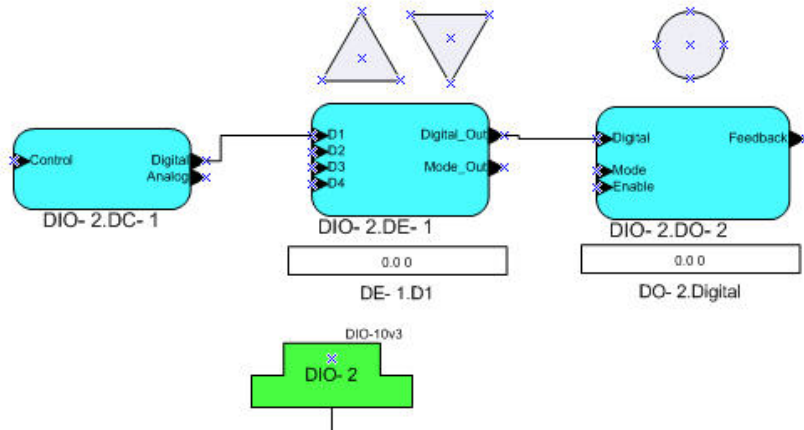 Control
Digital
Analog
DIO- 2.DC- 1
D1
D2
D3
D4
Digital_Out
Mode_Out
DIO- 2.DE- 1
0.0 0
DE- 1.D1
Digital
Mode
Enable
Feedback
DIO- 2.DO- 2
0.0 0
DO- 2.Digital
DIO-10v3
DIO- 2